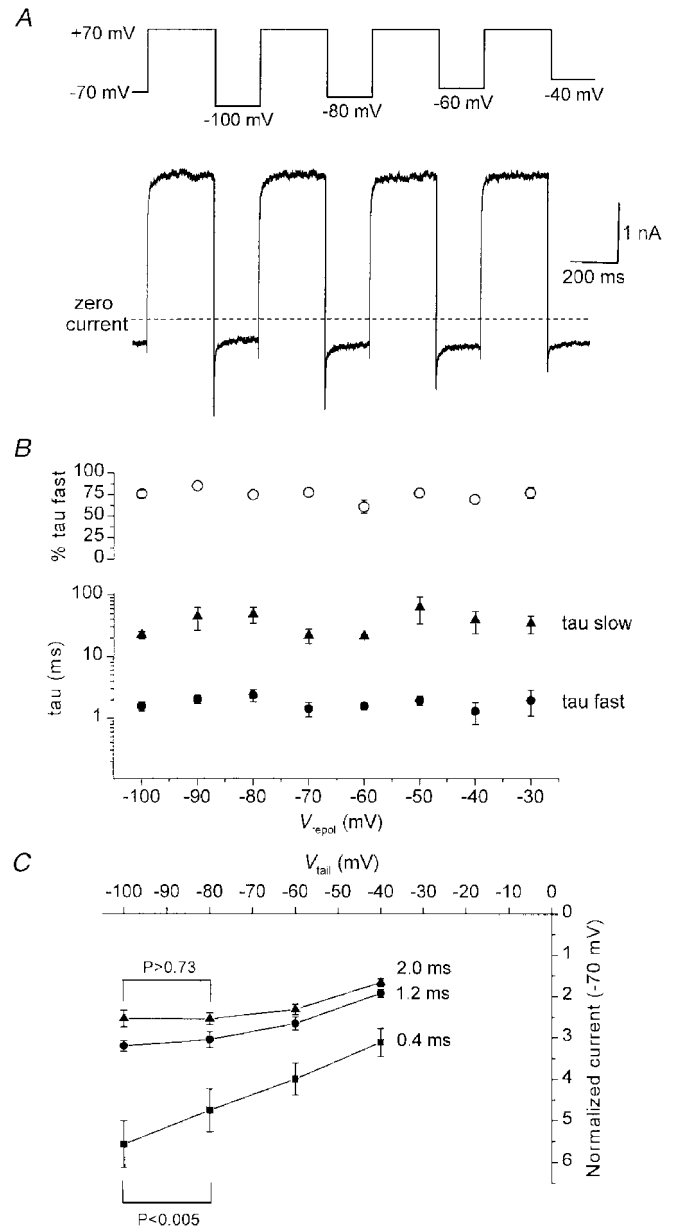 A
+70 mV
-70 mV
-100 mV
-80 mV
-60 mV
-40 mV
1 nA
200 ms
zero
current
B
% tau fast
100
75
50
25
0
tau (ms)
100
10
1
tau slow
tau fast
-100 -90 -80 -70 -60 -50 -40 -30
Vrepol (mV)
C
Vtail (mV)
-100 -90 -80 -70 -60 -50 -40 -30 -20 -10 0
0
1
2
3
4
5
6
Normalized current (-70 mV)
P>0.73
2.0 ms
1.2 ms
0.4 ms
P<0.005